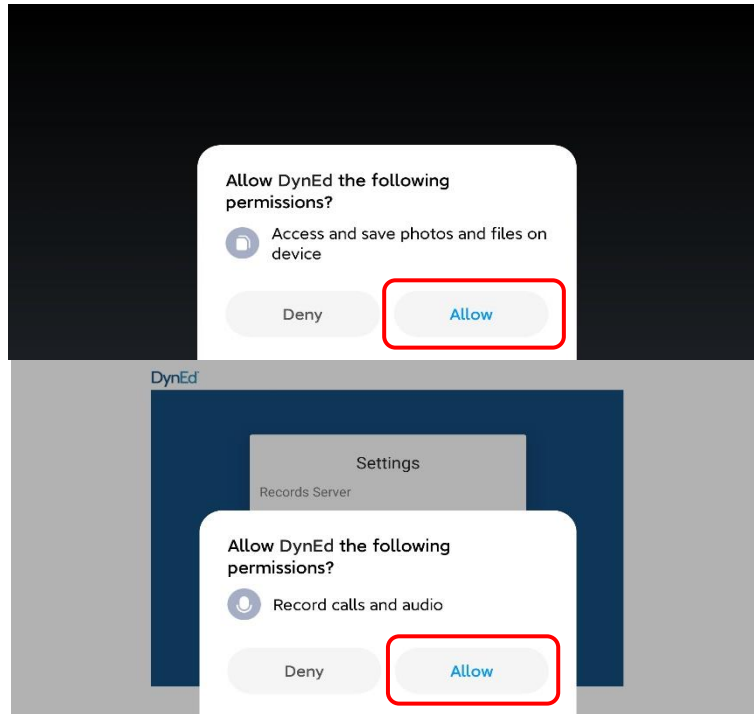 Allow DynEd the following
permissions?
Access and save photos and files on
device
Deny Allow
DynEd
Settings
Records Server
Allow DynEd the following
permissions?
Record calls and audio
Deny Allow